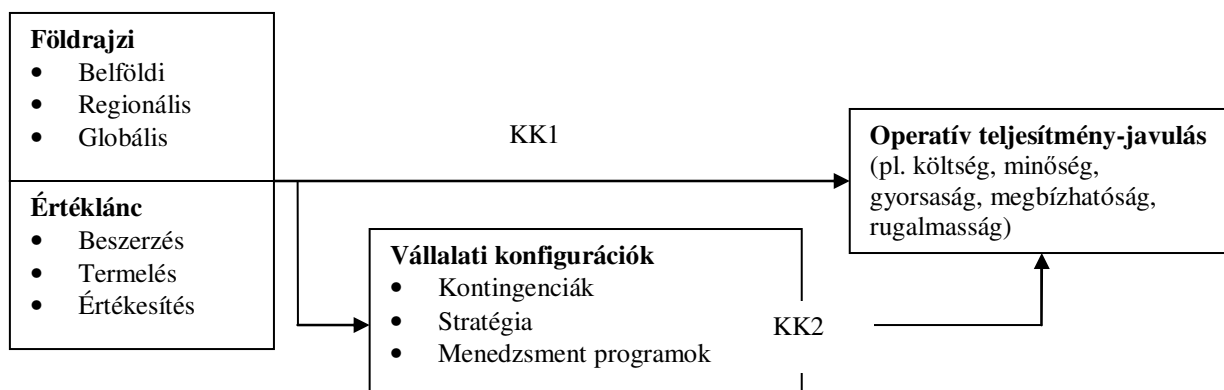 Földrajzi
• Belföldi
• Regionális
• Globális
Értéklánc
• Beszerzés
• Termelés
• Értékesítés
KK1
Vállalati konfigurációk
• Kontingenciák
• Stratégia
• Menedzsment programok
KK2
Operatív teljesítmény-javulás
(pl. költség, minőség,
gyorsaság, megbízhatóság,
rugalmasság)